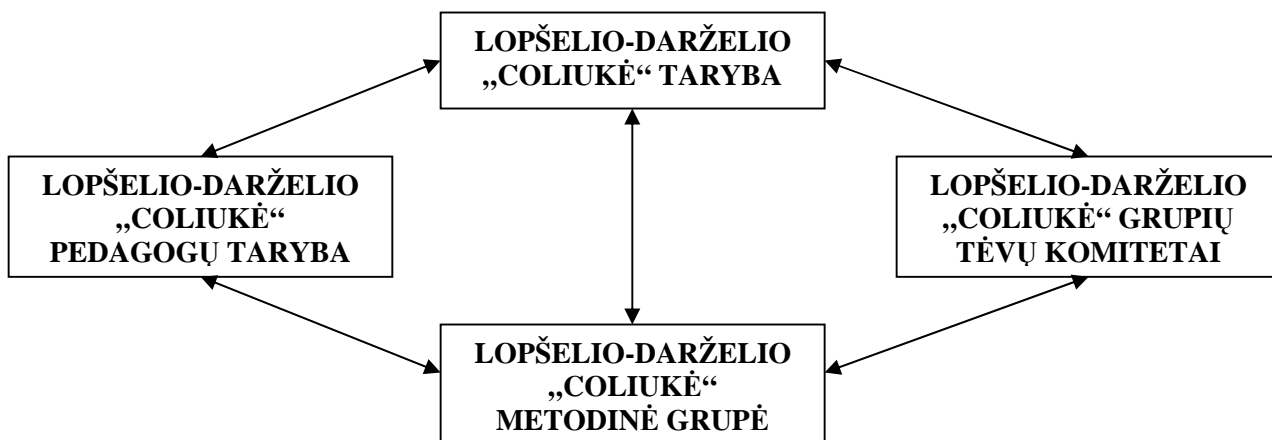 LOPŠELIO-DARŽELIO
„COLIUKĖ“ TARYBA
LOPŠELIO-DARŽELIO
„COLIUKĖ“
PEDAGOGŲ TARYBA
LOPŠELIO-DARŽELIO
„COLIUKĖ“ GRUPIŲ
TĖVŲ KOMITETAI
LOPŠELIO-DARŽELIO
„COLIUKĖ“
METODINĖ GRUPĖ